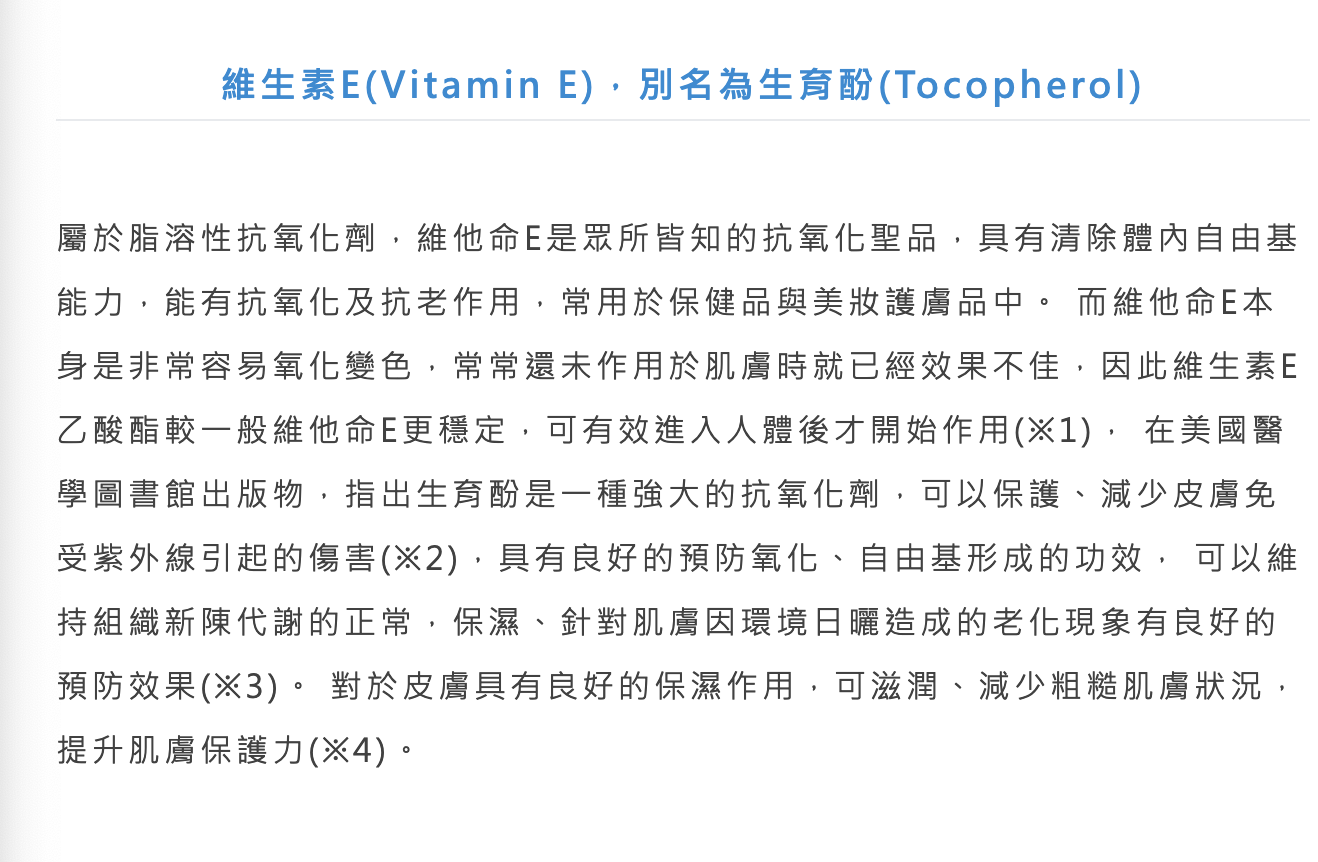 維生素E(Vitamin E)，別名為生育酚(Tocopherol)
屬於脂溶性抗氧化劑，維他命E是眾所皆知的抗氧化聖品，具有清除體內自由基
能力，能有抗氧化及抗老作用，常用於保健品與美妝護膚品中。 而維他命E本
身是非常容易氧化變色，常常還未作用於肌膚時就已經效果不佳，因此維生素E
乙酸酯較一般維他命E更穩定，可有效進入人體後才開始作用(※1)， 在美國醫
學圖書館出版物，指出生育酚是一種強大的抗氧化劑，可以保護、減少皮膚免
受紫外線引起的傷害(※2)，具有良好的預防氧化、自由基形成的功效， 可以維
持組織新陳代謝的正常，保濕、針對肌膚因環境日曬造成的老化現象有良好的
預防效果(※3)。 對於皮膚具有良好的保濕作用，可滋潤、減少粗糙肌膚狀況，
提升肌膚保護力(※4)。